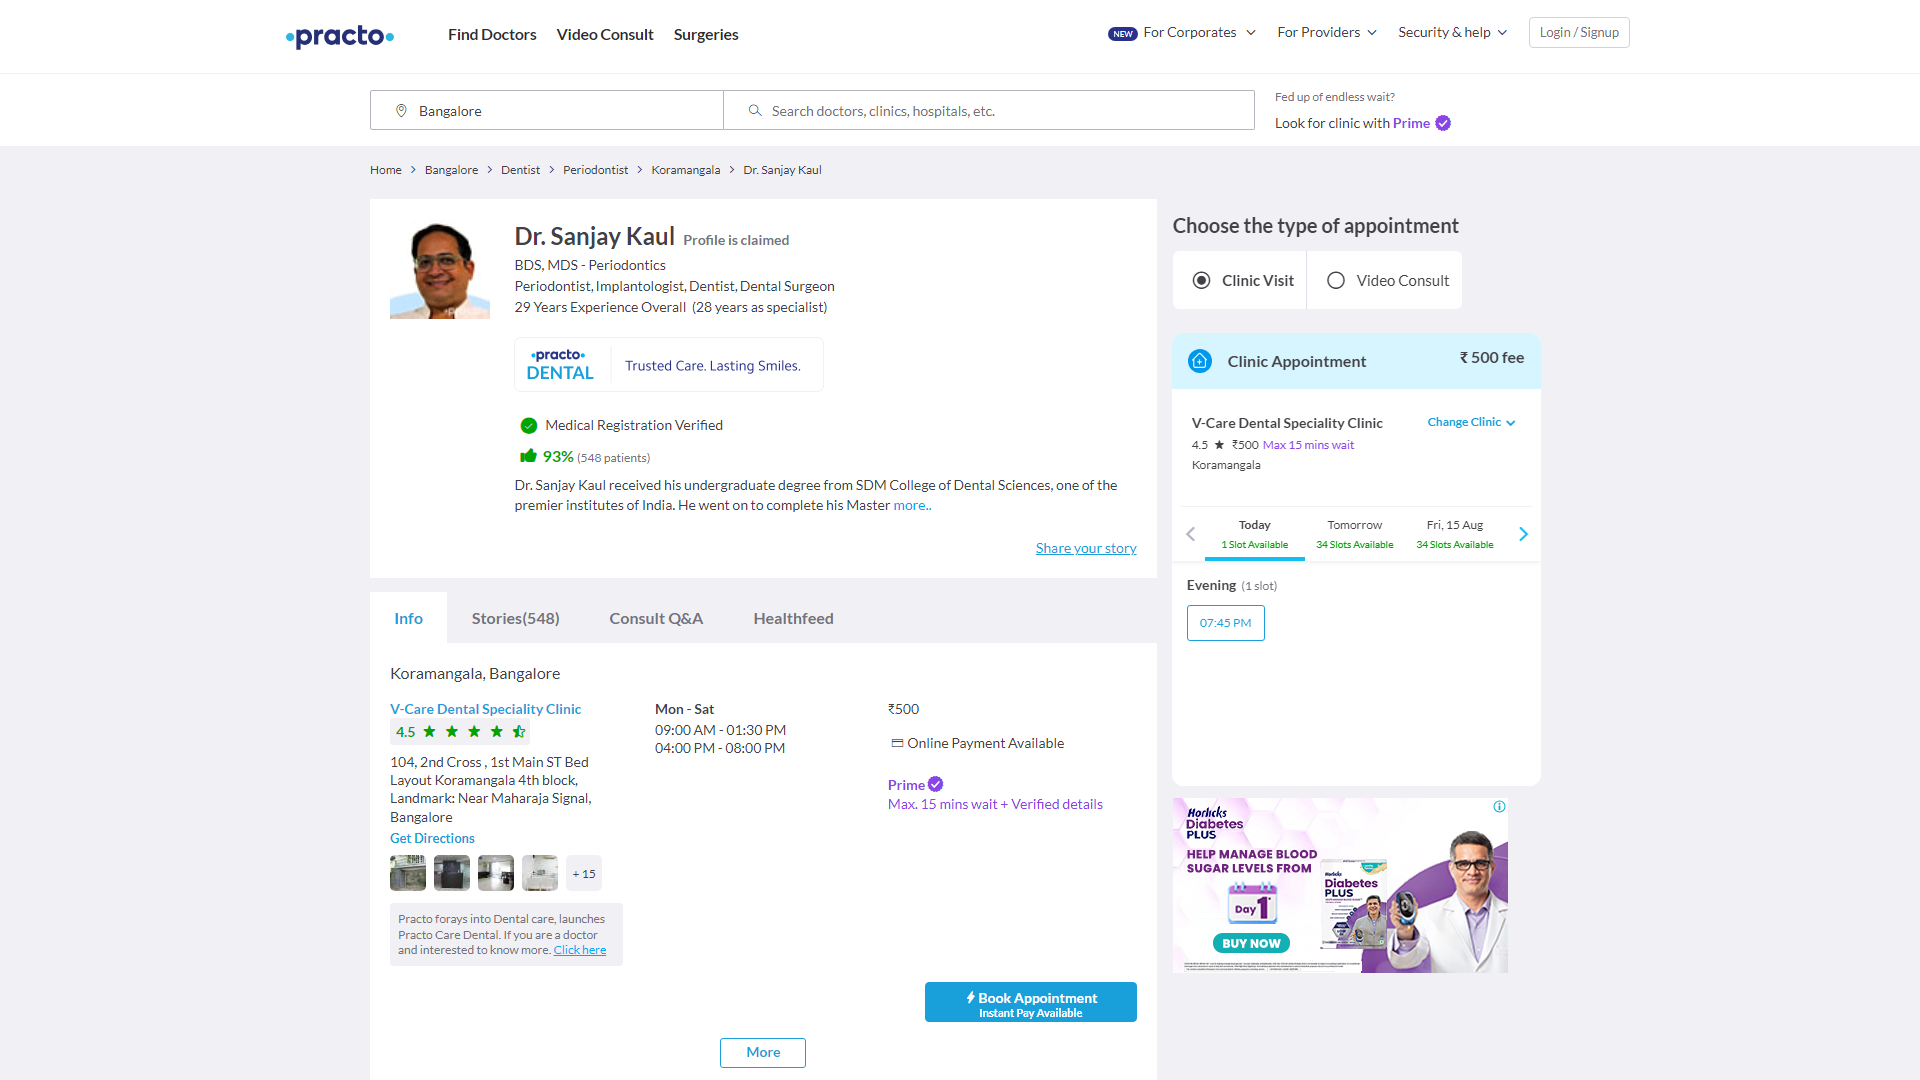 practo
Find Doctors
Video Consult
Surgeries
NEW For Corporates
For Providers
Security & help
Login / Signup
Bangalore
Search doctors, clinics, hospitals, etc.
Fed up of endless wait?
Look for clinic with Prime
Home > Bangalore > Dentist > Periodontist > Koramangala > Dr. Sanjay Kaul
Dr. Sanjay Kaul Profile is claimed
BDS, MDS - Periodontics
Periodontist, Implantologist, Dentist, Dental Surgeon
29 Years Experience Overall (28 years as specialist)
practo
DENTAL
Trusted Care. Lasting Smiles.
Medical Registration Verified
93% (548 patients)
Dr. Sanjay Kaul received his undergraduate degree from SDM College of Dental Sciences, one of the
premier institutes of India. He went on to complete his Master more..
Share your story
Info
Stories(548)
Consult Q&A
Healthfeed
Koramangala, Bangalore
V-Care Dental Speciality Clinic
4.5
104, 2nd Cross , 1st Main ST Bed
Layout Koramangala 4th block,
Landmark: Near Maharaja Signal,
Bangalore
Get Directions
+ 15
Practo forays into Dental care, launches
Practo Care Dental. If you are a doctor
and interested to know more. Click here
Mon - Sat
09:00 AM - 01:30 PM
04:00 PM - 08:00 PM
₹500
Online Payment Available
Prime
Max. 15 mins wait + Verified details
Book Appointment
Instant Pay Available
More
Choose the type of appointment
Clinic Visit
Video Consult
Clinic Appointment
₹ 500 fee
V-Care Dental Speciality Clinic
Change Clinic
4.5 ★ ₹500 Max 15 mins wait
Koramangala
Today
1 Slot Available
Tomorrow
34 Slots Available
Fri, 15 Aug
34 Slots Available
Evening (1 slot)
07:45 PM
Horlicks
Diabetes
PLUS
HELP MANAGE BLOOD
SUGAR LEVELS FROM
Day 1*
BUY NOW
Horlicks
Diabetes
PLUS